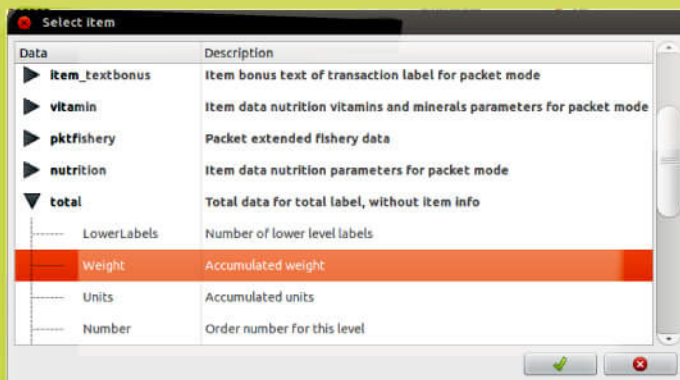 Select item
Data Description
item_textbonus Item bonus text of transaction label for packet mode
vitamin Item data nutrition vitamins and minerals parameters for packet mode
pktfishery Packet extended fishery data
nutrition Item data nutrition parameters for packet mode
total Total data for total label, without item info
LowerLabels Number of lower level labels
Weight Accumulated weight
Units Accumulated units
Number Order number for this level